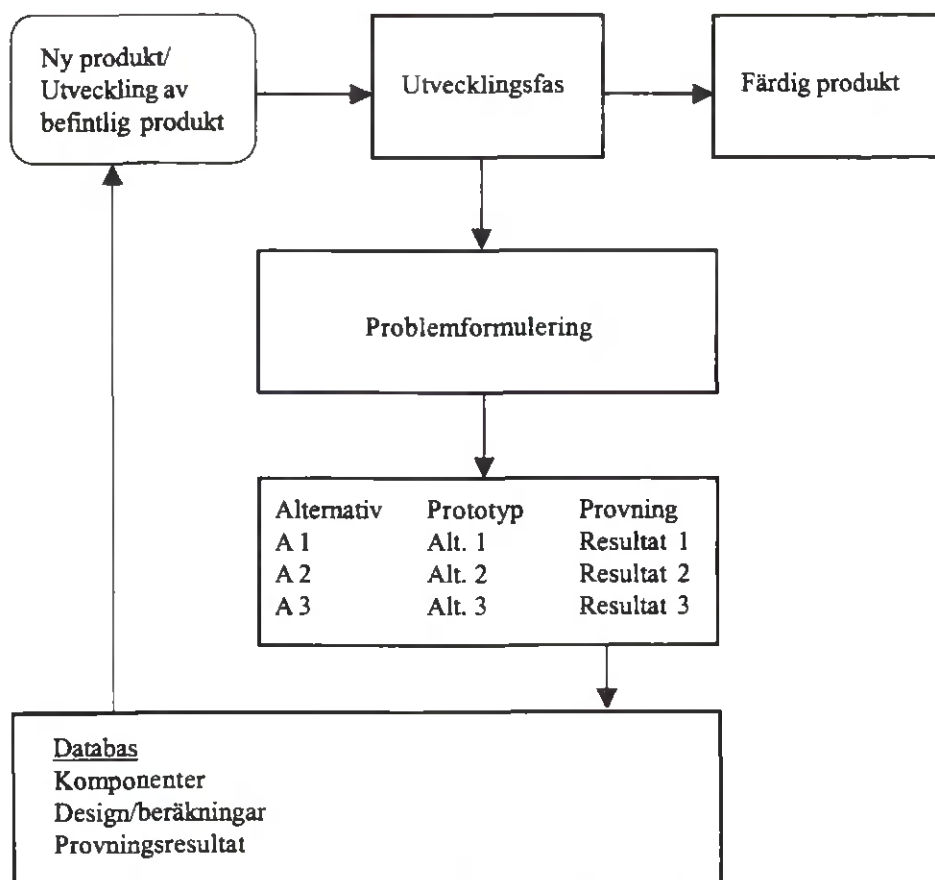 Ny produkt/
Utveckling av
befintlig produkt
Utvecklingsfas
Färdig produkt
Problemformulering
Alternativ Prototyp Provning
A 1 Alt. 1 Resultat 1
A 2 Alt. 2 Resultat 2
A 3 Alt. 3 Resultat 3
Databas
Komponenter
Design/beräkningar
Provningsresultat